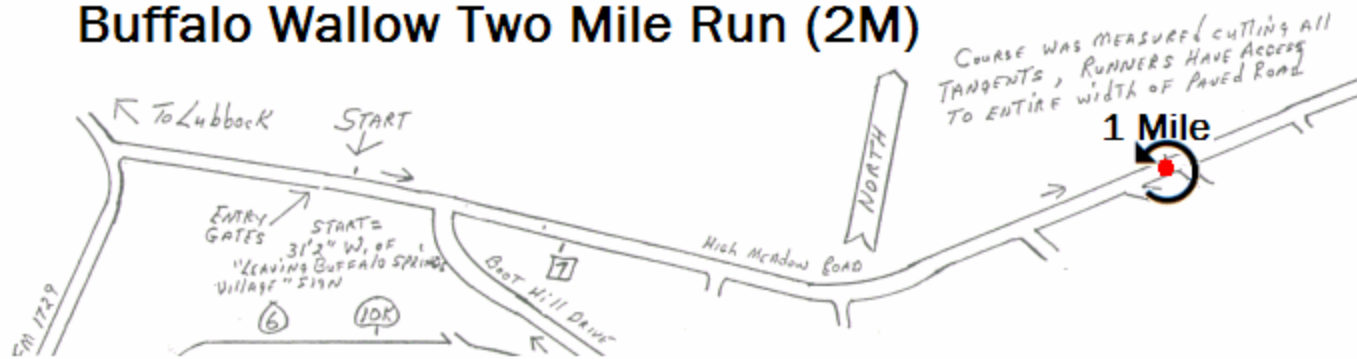 Buffalo Wallow Two Mile Run (2M)
COURSE WAS MEASURED CUTTING ALL
TANGENTS, RUNNERS HAVE ACCESS
TO ENTIRE WIDTH OF PAVED ROAD
To Lubbock
START
1 Mile
NORTH
ENTRY
GATES
START=
31'2" W. OF
"LEAVING BUFFALO SPRINGS
VILLAGE" SIGN
High Meadow ROAD
7
BOOT Hill DRIVE
FM 1729
6
10K